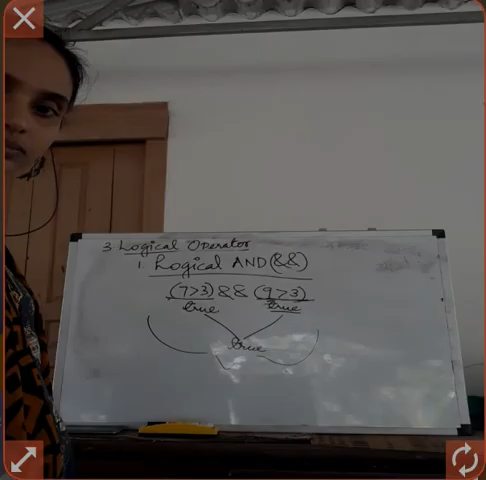 3 Logical Operator
1. Logical AND (&&)
(7>3) && (9>3)
true true
true